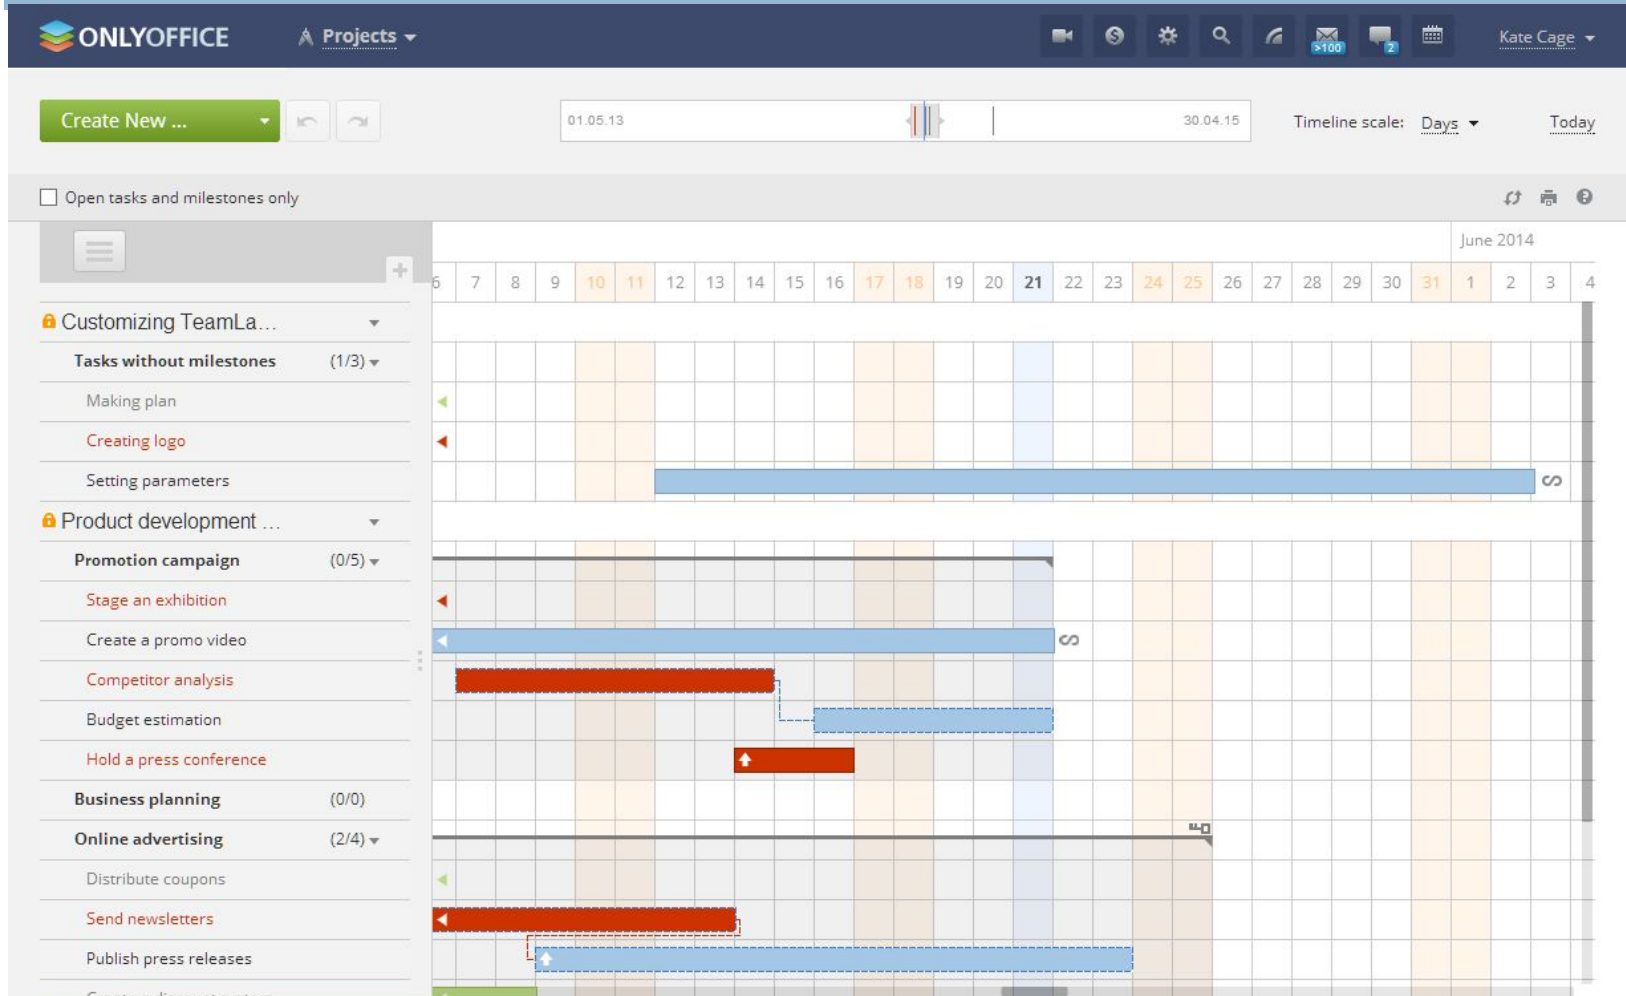 ONLYOFFICE Projects >100 2 Kate Cage
Create New ... 01.05.13 30.04.15 Timeline scale: Days Today
Open tasks and milestones only
June 2014
6 7 8 9 10 11 12 13 14 15 16 17 18 19 20 21 22 23 24 25 26 27 28 29 30 31 1 2 3 4
Customizing TeamLa...
Tasks without milestones (1/3)
Making plan
Creating logo
Setting parameters
Product development ...
Promotion campaign (0/5)
Stage an exhibition
Create a promo video
Competitor analysis
Budget estimation
Hold a press conference
Business planning (0/0)
Online advertising (2/4)
Distribute coupons
Send newsletters
Publish press releases